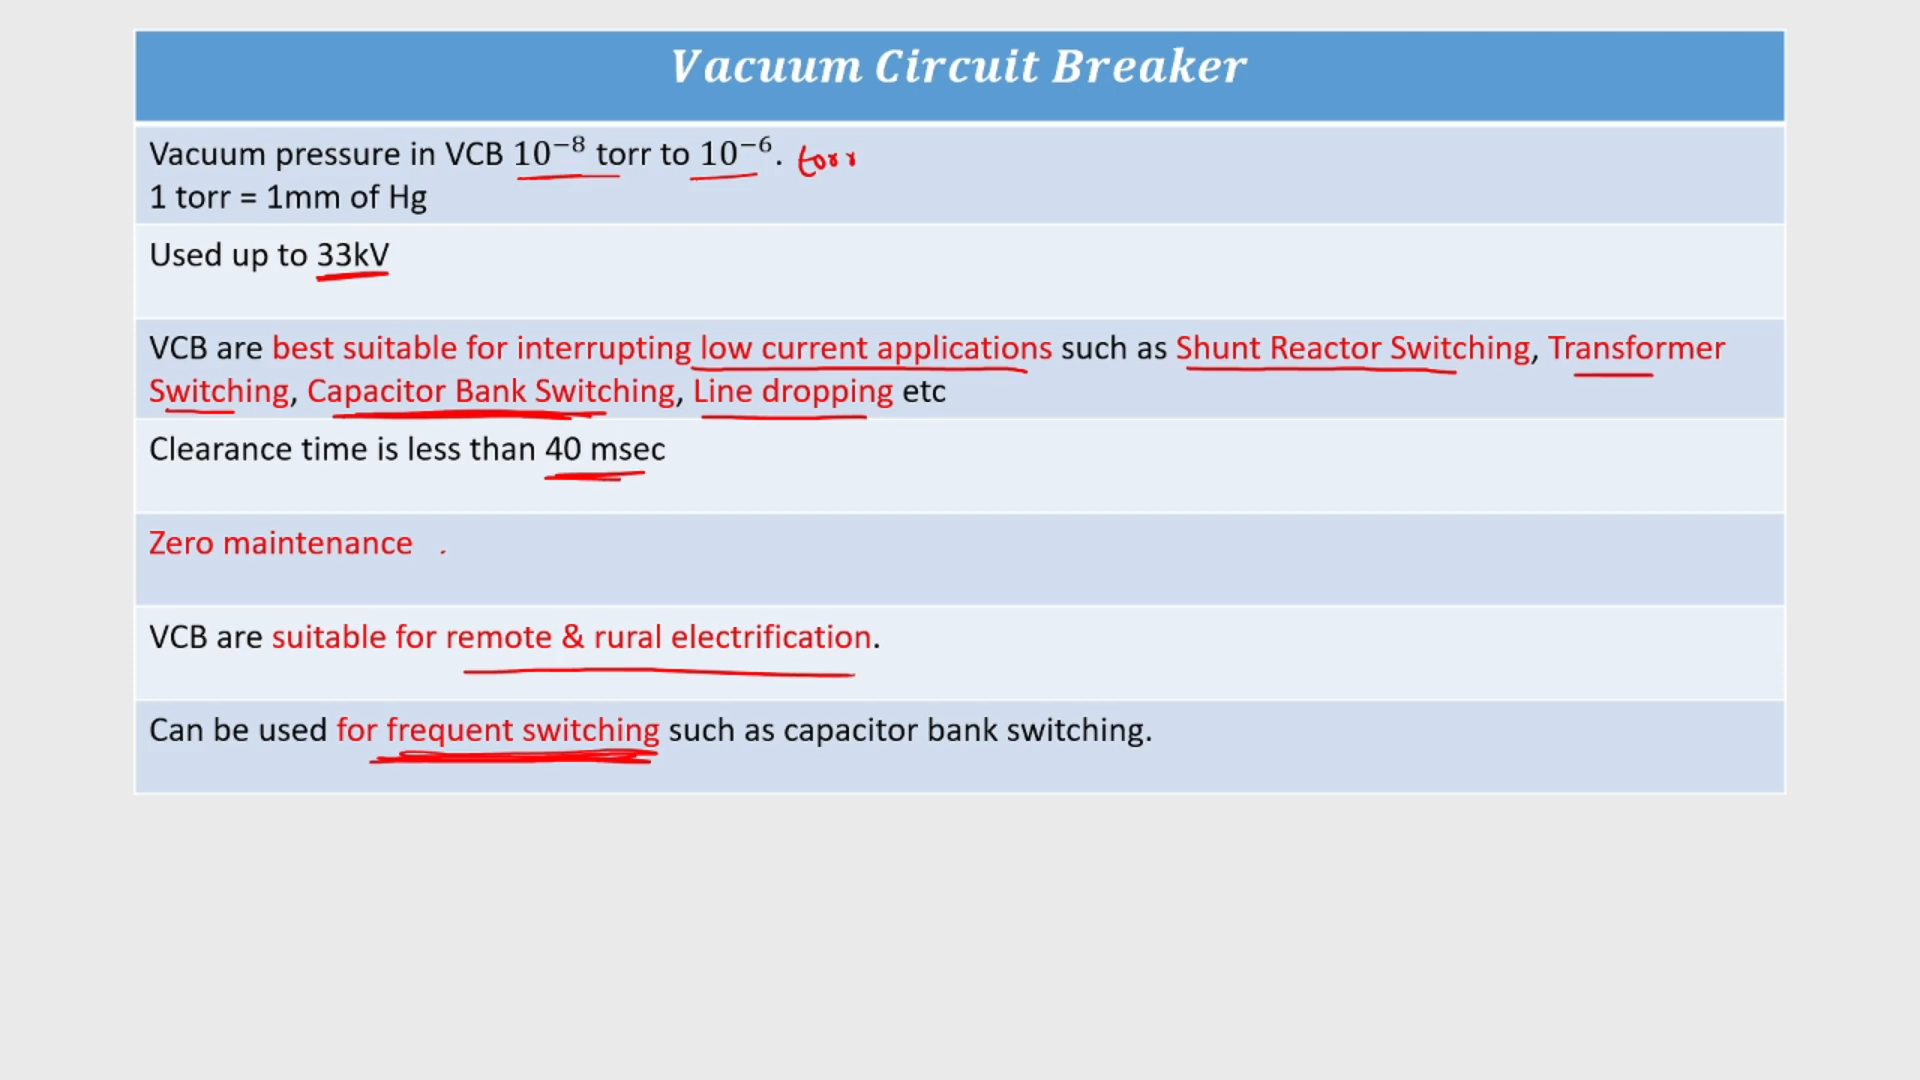 Vacuum Circuit Breaker
Vacuum pressure in VCB 10⁻⁸ torr to 10⁻⁶. torr
1 torr = 1mm of Hg
Used up to 33kV
VCB are best suitable for interrupting low current applications such as Shunt Reactor Switching, Transformer
Switching, Capacitor Bank Switching, Line dropping etc
Clearance time is less than 40 msec
Zero maintenance
VCB are suitable for remote & rural electrification.
Can be used for frequent switching such as capacitor bank switching.